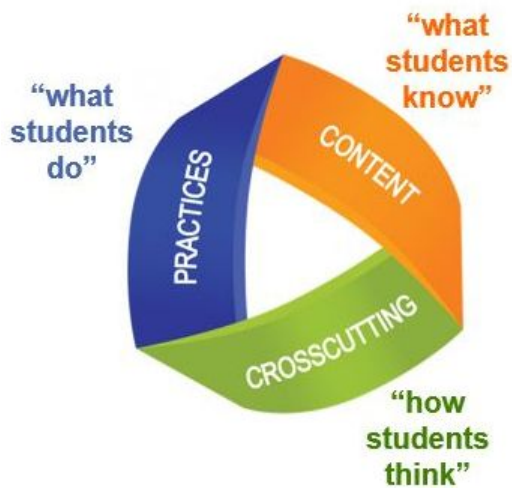 “what
students
know”
“what
students
do”
PRACTICES
CONTENT
CROSSCUTTING
“how
students
think”